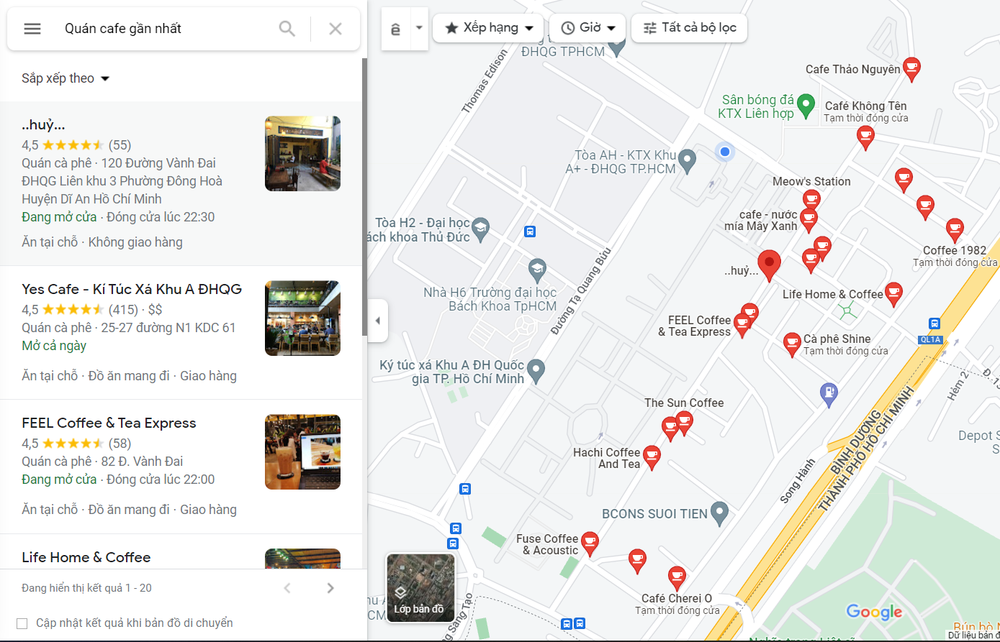 Quán cafe gần nhất
Sắp xếp theo
..huỷ...
4,5 (55)
Quán cà phê · 120 Đường Vành Đai
ĐHQG Liên khu 3 Phường Đông Hoà
Huyện Dĩ An Hồ Chí Minh
Đang mở cửa · Đóng cửa lúc 22:30
Ăn tại chỗ · Không giao hàng
Yes Cafe - Kí Túc Xá Khu A ĐHQG
4,5 (415) · $$
Quán cà phê · 25-27 đường N1 KDC 61
Mở cả ngày
Ăn tại chỗ · Đồ ăn mang đi · Giao hàng
FEEL Coffee & Tea Express
4,5 (58)
Quán cà phê · 82 Đ. Vành Đai
Đang mở cửa · Đóng cửa lúc 22:00
Ăn tại chỗ · Đồ ăn mang đi · Giao hàng
Life Home & Coffee
Đang hiển thị kết quả 1 - 20
Cập nhật kết quả khi bản đồ di chuyển
ê
Xếp hạng
Giờ
Tất cả bộ lọc
ĐHQG TPHCM
Thomas Edison
Cafe Thảo Nguyên
Sân bóng đá
KTX Liên hợp
Café Không Tên
Tạm thời đóng cửa
Tòa AH - KTX Khu
A+ - ĐHQG TP.HCM
Meow's Station
cafe - nước
mía Mây Xanh
Tòa H2 - Đại học
ách khoa Thủ Đức
Coffee 1982
Tạm thời đóng cửa
..huỷ...
Đường Tạ Quang Bửu
Nhà H6 Trường đại học
Bách Khoa TpHCM
Life Home & Coffee
FEEL Coffee
& Tea Express
QL1A
Cà phê Shine
Tạm thời đóng cửa
Ký túc xá Khu A ĐH Quốc
gia TP. Hồ Chí Minh
Hẻm 2
The Sun Coffee
BÌNH DƯƠNG
THÀNH PHỐ HỒ CHÍ MINH
Depot S
Hachi Coffee
And Tea
Song Hành
BCONS SUOI TIEN
Fuse Coffee
& Acoustic
Café Cherei O
Tạm thời đóng cửa
Lớp bản đồ
ng Sáng Tạo
Google
Bún bò N
Dữ liệu bản đ
Nghĩa trang Liệt sĩ